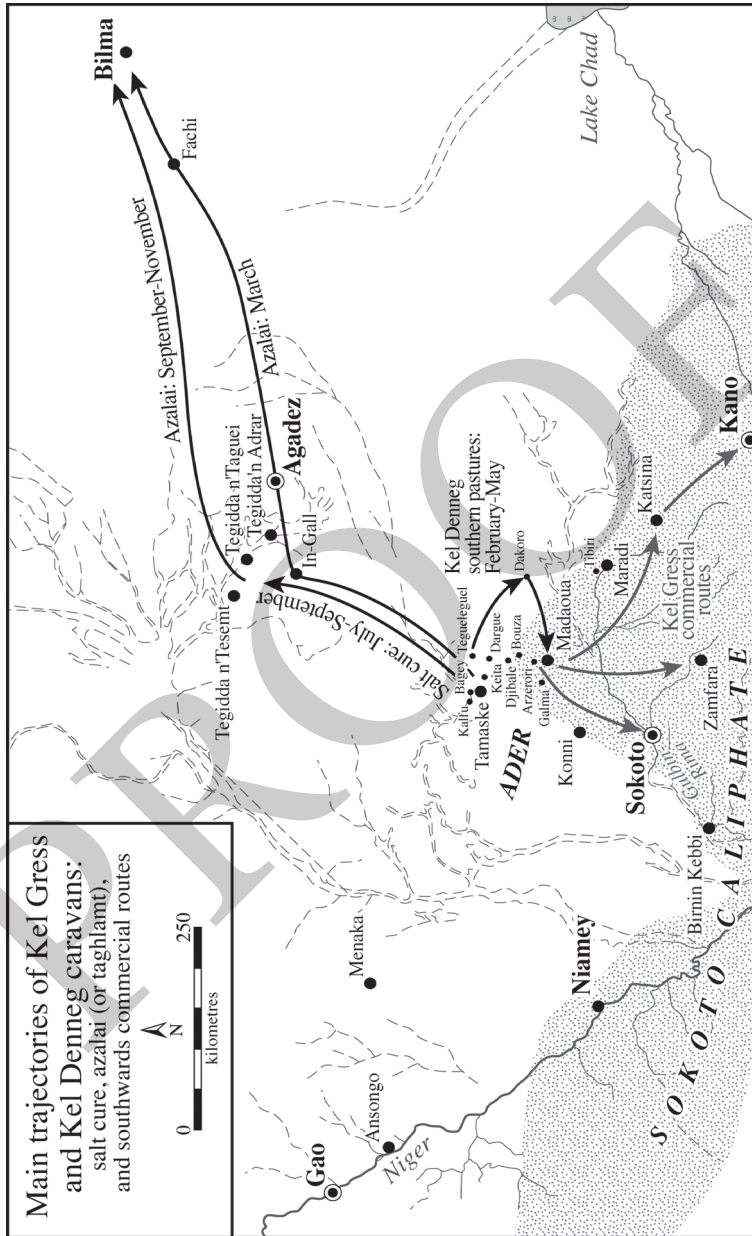 Main trajectories of Kel Gress
and Kel Denneg caravans:
salt cure, azalai (or taghlamt),
and southwards commercial routes
N
0
250
kilometres
Bilma
Fachi
Azalai: September-November
Azalai: March
Tegidda n'Taguei
Tegidda'n Adrar
Tegidda n'Tesemt
Agadez
In-Gall
Salt cure: July-September
Menaka
Gao
Ansongo
Niger
Kel Denneg
southern pastures:
February-May
Kalfu
Bagey
Tegueleguel
Tamaske
Dargue
Keita
Djibale
Bouza
Arzerori
Galma
ADER
Dakoro
Madaoua
Konni
Tibiri
Maradi
Katsina
Kel Gress
commercial
routes
Niamey
Sokoto
Gulbin
Rima
Zamfara
Birnin Kebbi
Kano
Lake Chad
SOKOTO CALIPHATE
PROOF